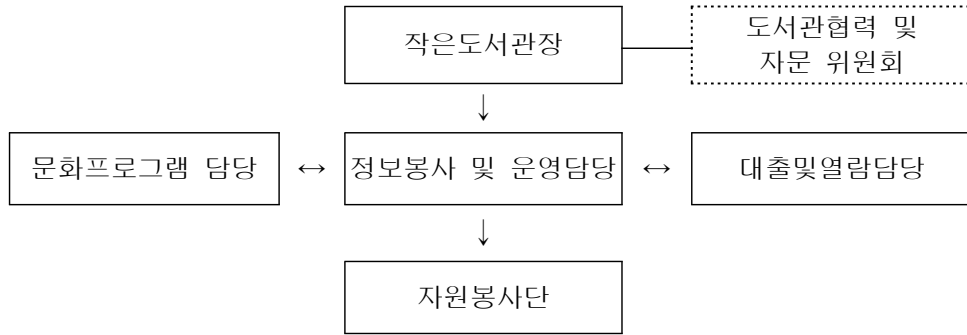 작은도서관장
도서관협력 및
자문 위원회
↓
문화프로그램 담당 ↔ 정보봉사 및 운영담당 ↔ 대출및열람담당
↓
자원봉사단